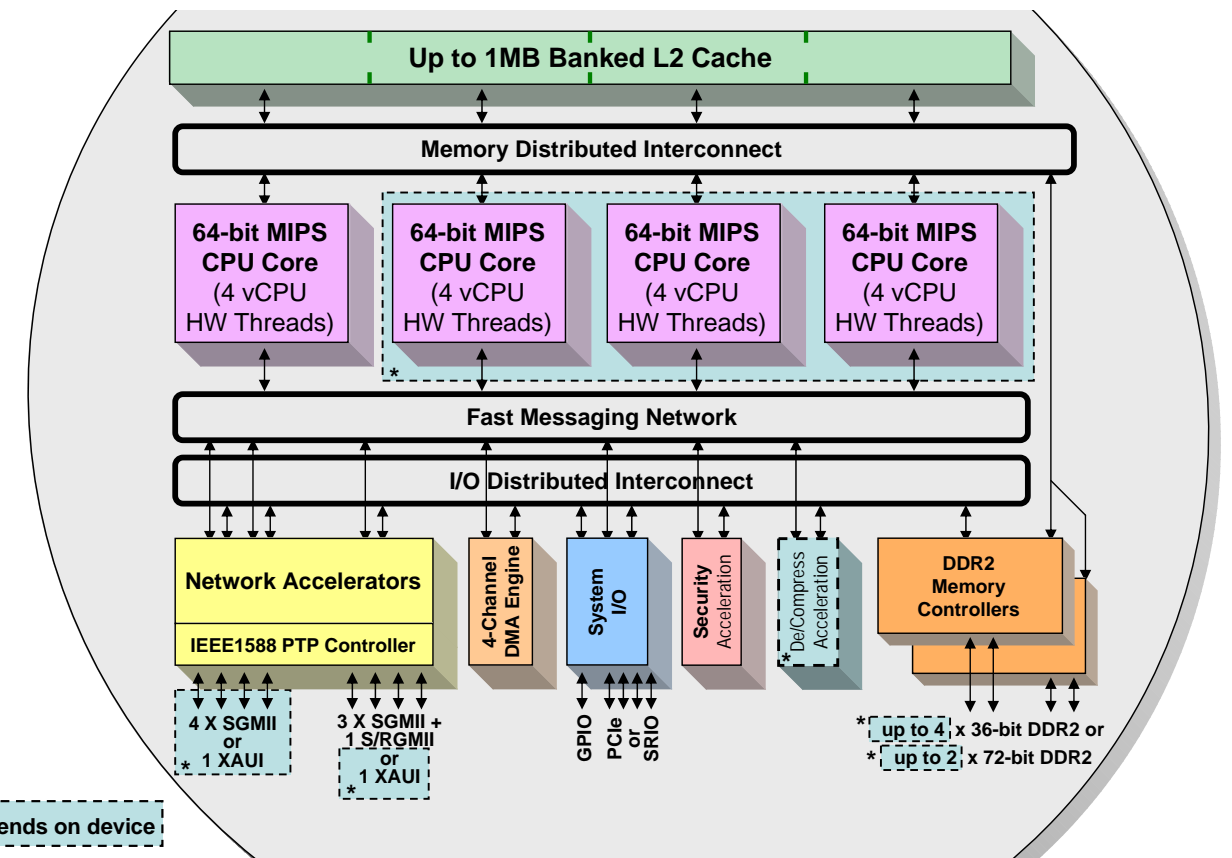 Up to 1MB Banked L2 Cache
Memory Distributed Interconnect
64-bit MIPS
CPU Core
(4 vCPU
HW Threads)
64-bit MIPS
CPU Core
(4 vCPU
HW Threads)
64-bit MIPS
CPU Core
(4 vCPU
HW Threads)
64-bit MIPS
CPU Core
(4 vCPU
HW Threads)
*
Fast Messaging Network
I/O Distributed Interconnect
Network Accelerators
IEEE1588 PTP Controller
4-Channel
DMA Engine
System
I/O
Security
Acceleration
* De/Compress
Acceleration
DDR2
Memory
Controllers
4 X SGMII
or
* 1 XAUI
3 X SGMII +
1 S/RGMII
or
* 1 XAUI
GPIO
PCIe
or
SRIO
* up to 4 x 36-bit DDR2 or
* up to 2 x 72-bit DDR2
ends on device